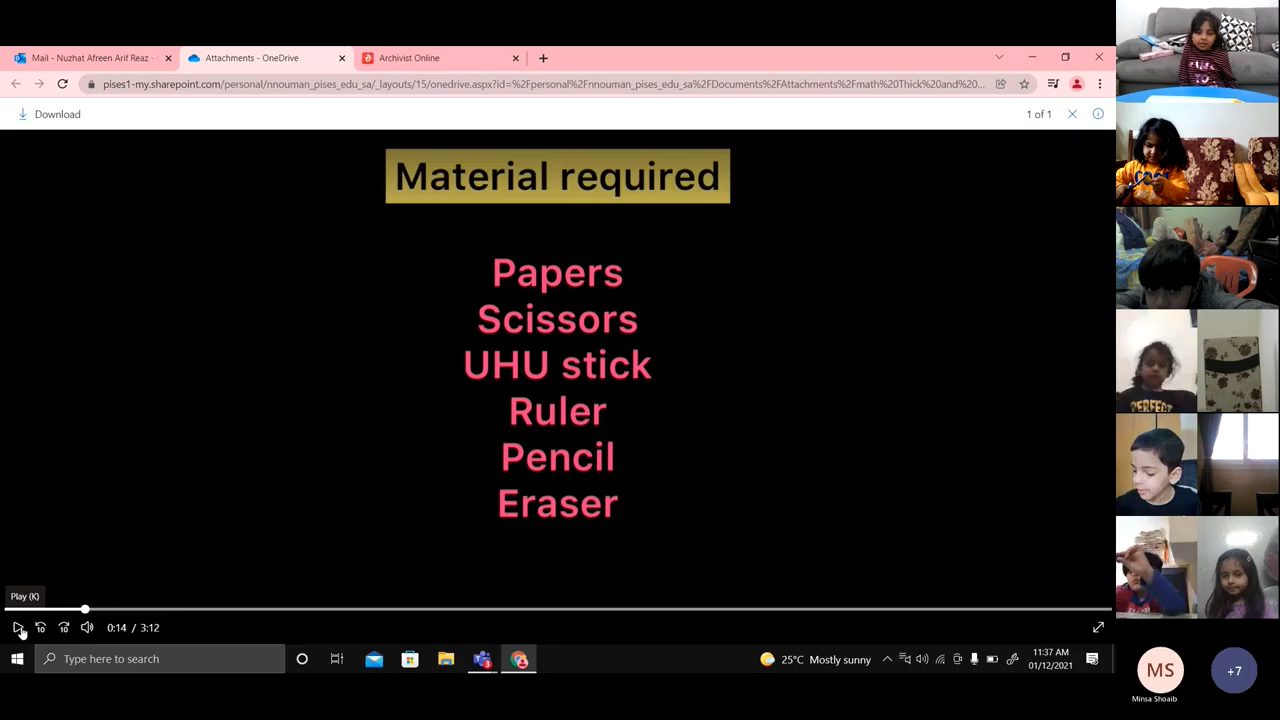 Mail - Nuzhat Afreen Arif Reaz -
Attachments - OneDrive
Archivist Online
pises1-my.sharepoint.com/personal/nnouman_pises_edu_sa/_layouts/15/onedrive.aspx?id=%2Fpersonal%2Fnnouman_pises_edu_sa%2FDocuments%2FAttachments%2Fmath%20Thick%20and%20...
Download
1 of 1
Material required
Papers
Scissors
UHU stick
Ruler
Pencil
Eraser
Play (K)
10
10
0:14 / 3:12
Type here to search
3
25°C Mostly sunny
11:37 AM
01/12/2021
PERFECT
MS
+7
Minsa Shoaib